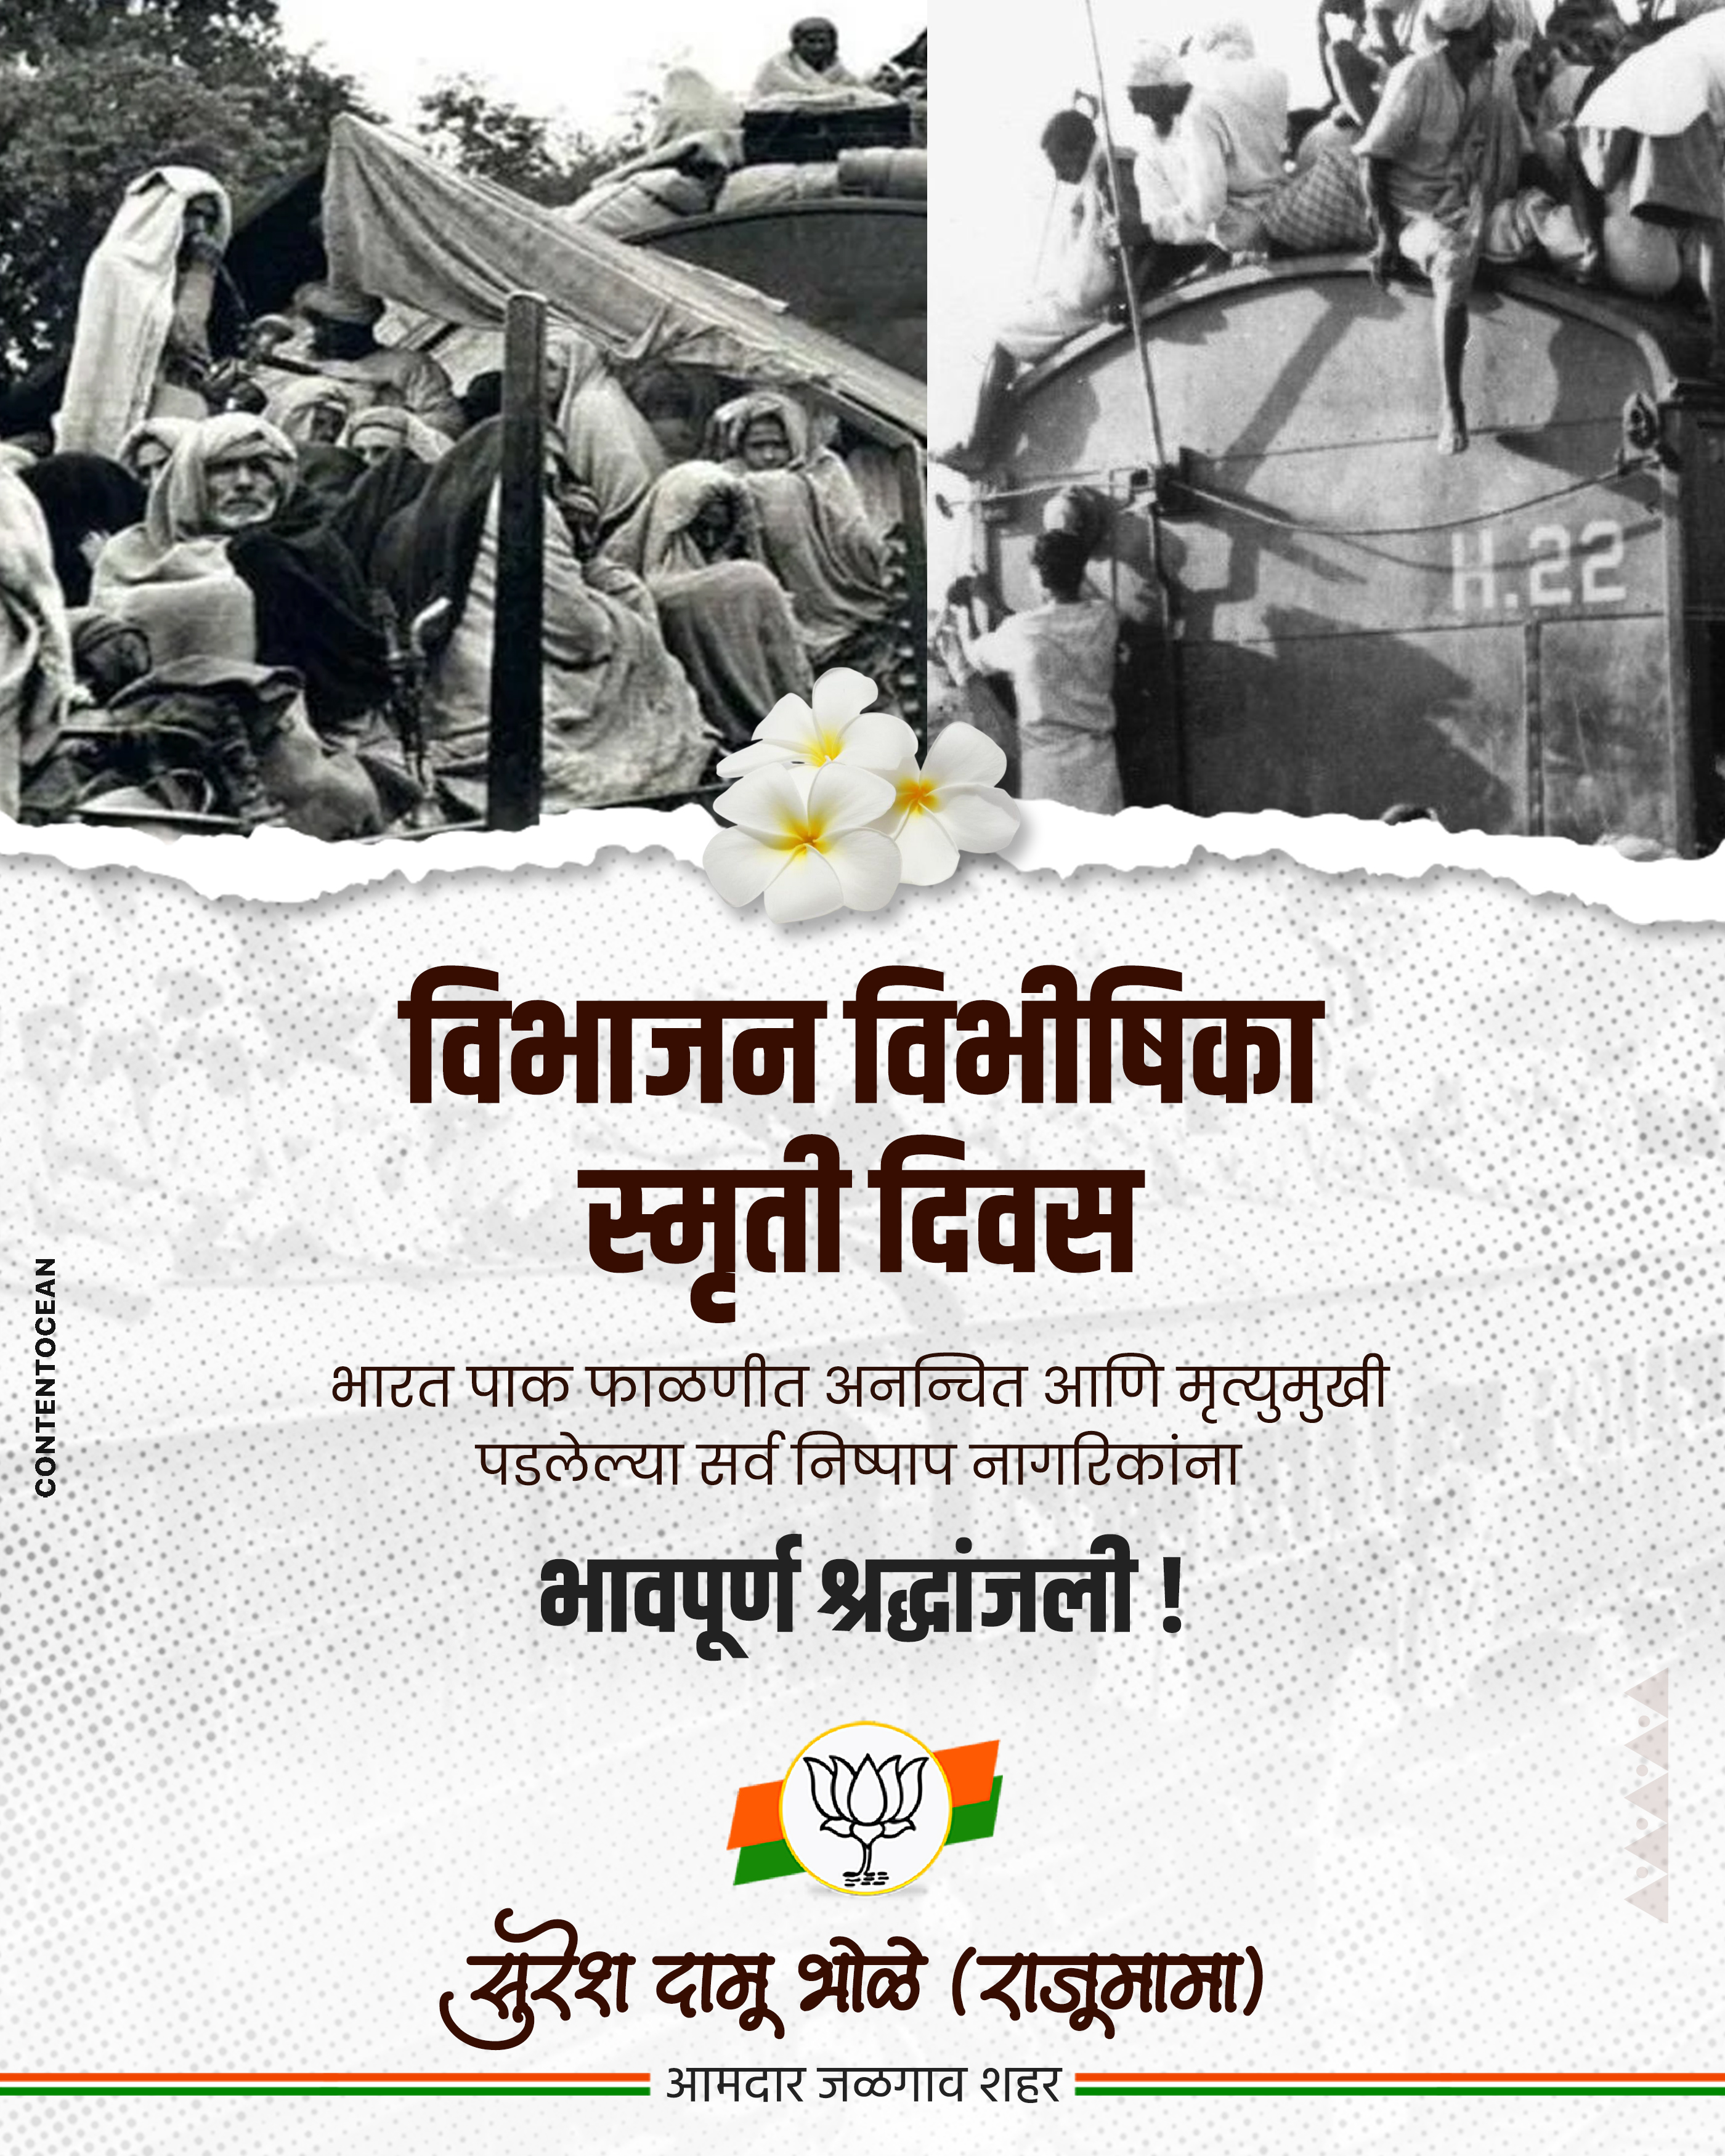 H.22
विभाजन विभीषिका
स्मृती दिवस
भारत पाक फाळणीत अनन्वित आणि मृत्युमुखी
पडलेल्या सर्व निष्पाप नागरिकांना
भावपूर्ण श्रद्धांजली !
सुरेश दामू भोळे (राजूमामा)
आमदार जळगाव शहर
CONTENTOCEAN